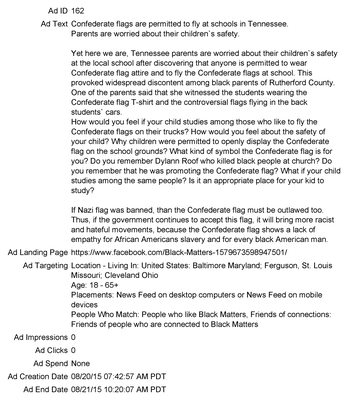 Ad ID 162
Ad Text Confederate flags are permitted to fly at schools in Tennessee.
Parents are worried about their children`s safety.
Yet here we are, Tennessee parents are worried about their children`s safety
at the local school after discovering that anyone is permitted to wear
Confederate flag attire and to fly the Confederate flags at school. This
provoked widespread discontent among black parents of Rutherford County.
One of the parents said that she witnessed the students wearing the
Confederate flag T-shirt and the controversial flags flying in the back
students` cars.
How would you feel if your child studies among those who like to fly the
Confederate flags on their trucks? How would you feel about the safety of
your child? Why children were permitted to openly display the Confederate
flag on the school grounds? What kind of symbol the Confederate flag is for
you? Do you remember Dylann Roof who killed black people at church? Do
you remember that he was promoting the Confederate flag? What if your child
studies among the same people? Is it an appropriate place for your kid to
study?
If Nazi flag was banned, than the Confederate flag must be outlawed too.
Thus, if the government continues to accept this flag, it will bring more racist
and hateful movements, because the Confederate flag shows a lack of
empathy for African Americans slavery and for every black American man.
Ad Landing Page https://www.facebook.com/Black-Matters-1579673598947501/
Ad Targeting Location - Living In: United States: Baltimore Maryland; Ferguson, St. Louis
Missouri; Cleveland Ohio
Age: 18 - 65+
Placements: News Feed on desktop computers or News Feed on mobile
devices
People Who Match: People who like Black Matters, Friends of connections:
Friends of people who are connected to Black Matters
Ad Impressions 0
Ad Clicks 0
Ad Spend None
Ad Creation Date 08/20/15 07:42:57 AM PDT
Ad End Date 08/21/15 10:20:07 AM PDT